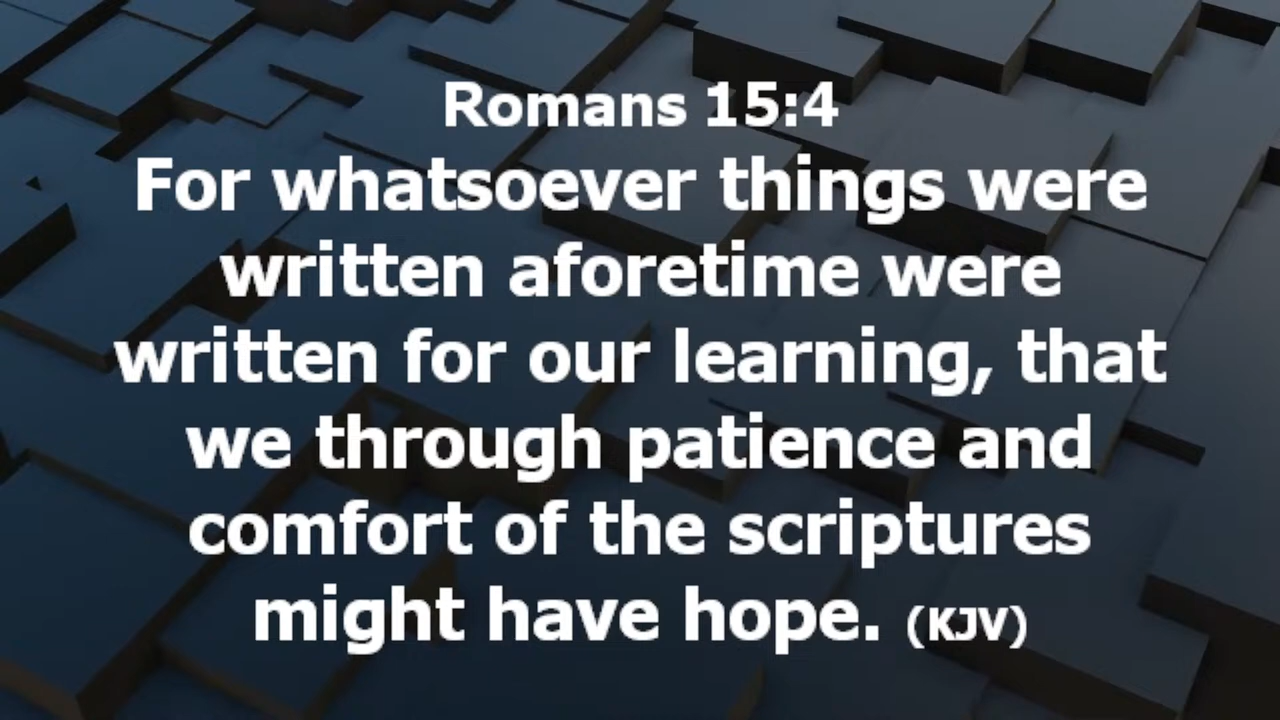 Romans 15:4
For whatsoever things were
written aforetime were
written for our learning, that
we through patience and
comfort of the scriptures
might have hope. (KJV)